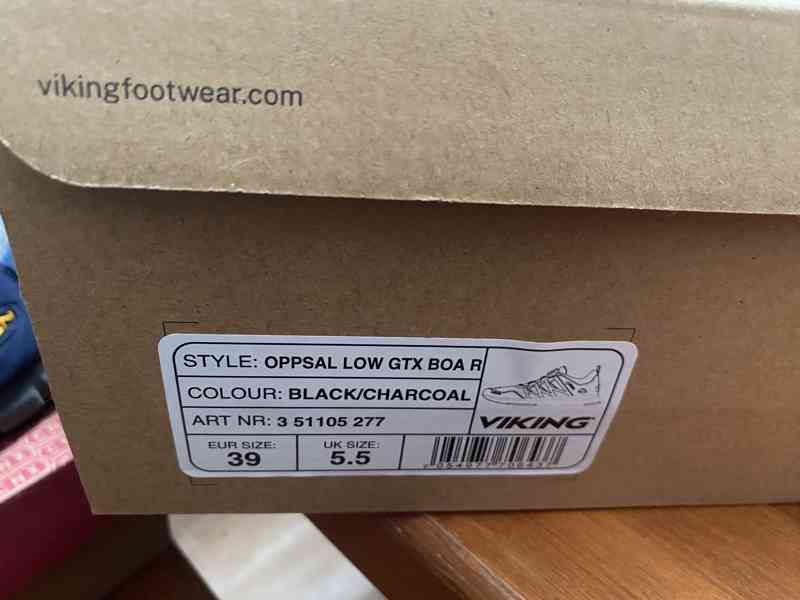 vikingfootwear.com
STYLE: OPPSAL LOW GTX BOA R
COLOUR: BLACK/CHARCOAL
ART NR: 3 51105 277
VIKING
EUR SIZE:
39
UK SIZE:
5.5